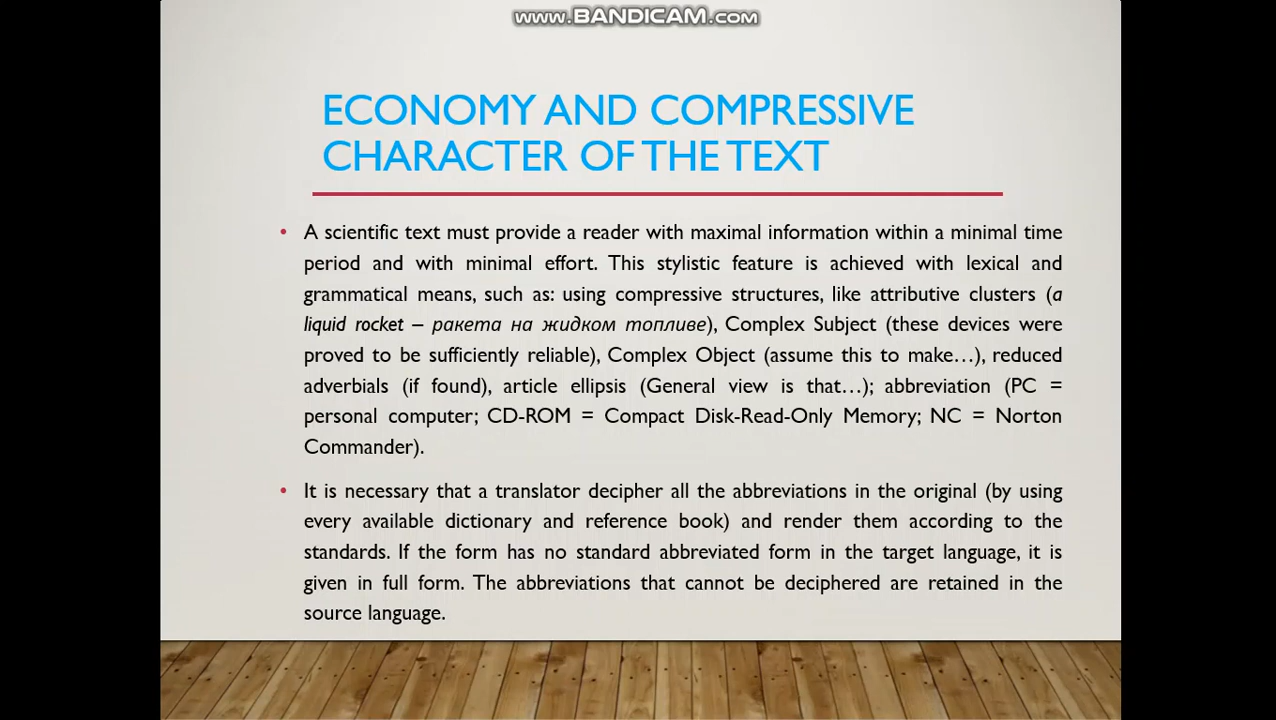 www.BANDICAM.com
ECONOMY AND COMPRESSIVE
CHARACTER OF THE TEXT
• A scientific text must provide a reader with maximal information within a minimal time
period and with minimal effort. This stylistic feature is achieved with lexical and
grammatical means, such as: using compressive structures, like attributive clusters (a
liquid rocket – ракета на жидком топливе), Complex Subject (these devices were
proved to be sufficiently reliable), Complex Object (assume this to make…), reduced
adverbials (if found), article ellipsis (General view is that…); abbreviation (PC =
personal computer; CD-ROM = Compact Disk-Read-Only Memory; NC = Norton
Commander).
• It is necessary that a translator decipher all the abbreviations in the original (by using
every available dictionary and reference book) and render them according to the
standards. If the form has no standard abbreviated form in the target language, it is
given in full form. The abbreviations that cannot be deciphered are retained in the
source language.